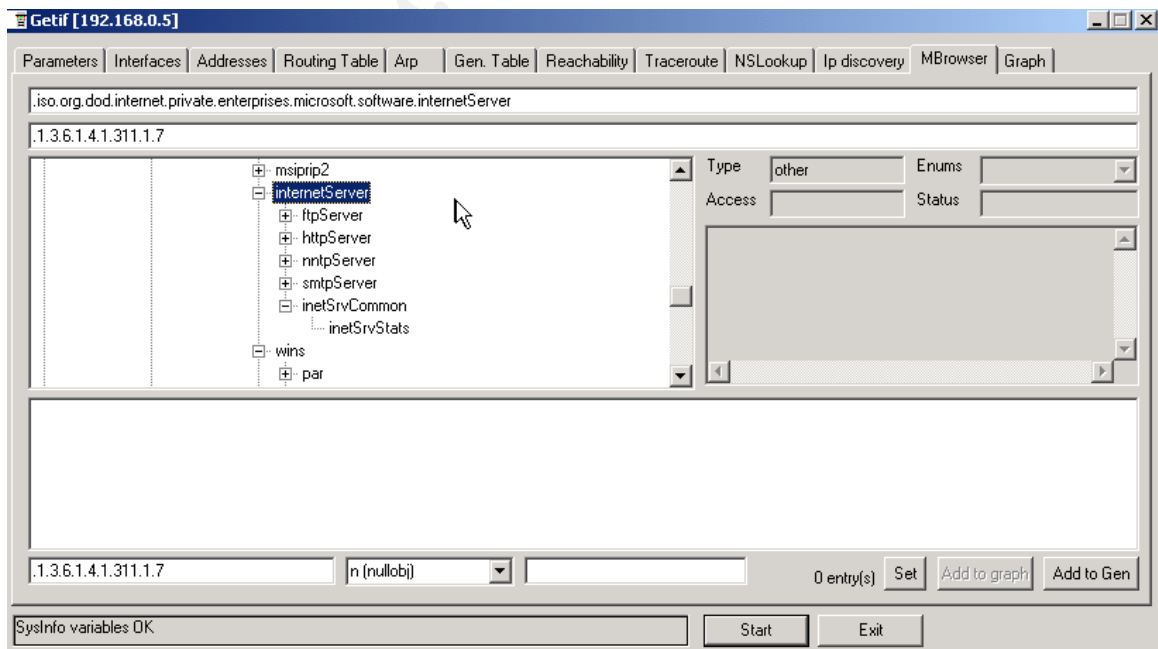 Getif [192.168.0.5]
Parameters Interfaces Addresses Routing Table Arp Gen. Table Reachability Traceroute NSLookup Ip discovery MBrowser Graph
.iso.org.dod.internet.private.enterprises.microsoft.software.internetServer
.1.3.6.1.4.1.311.1.7
msiprip2
internetServer
ftpServer
httpServer
nntpServer
smtpServer
inetSrvCommon
inetSrvStats
wins
par
Type other Enums
Access Status
.1.3.6.1.4.1.311.1.7 n (nullobj) 0 entry(s) Set Add to graph Add to Gen
SysInfo variables OK Start Exit